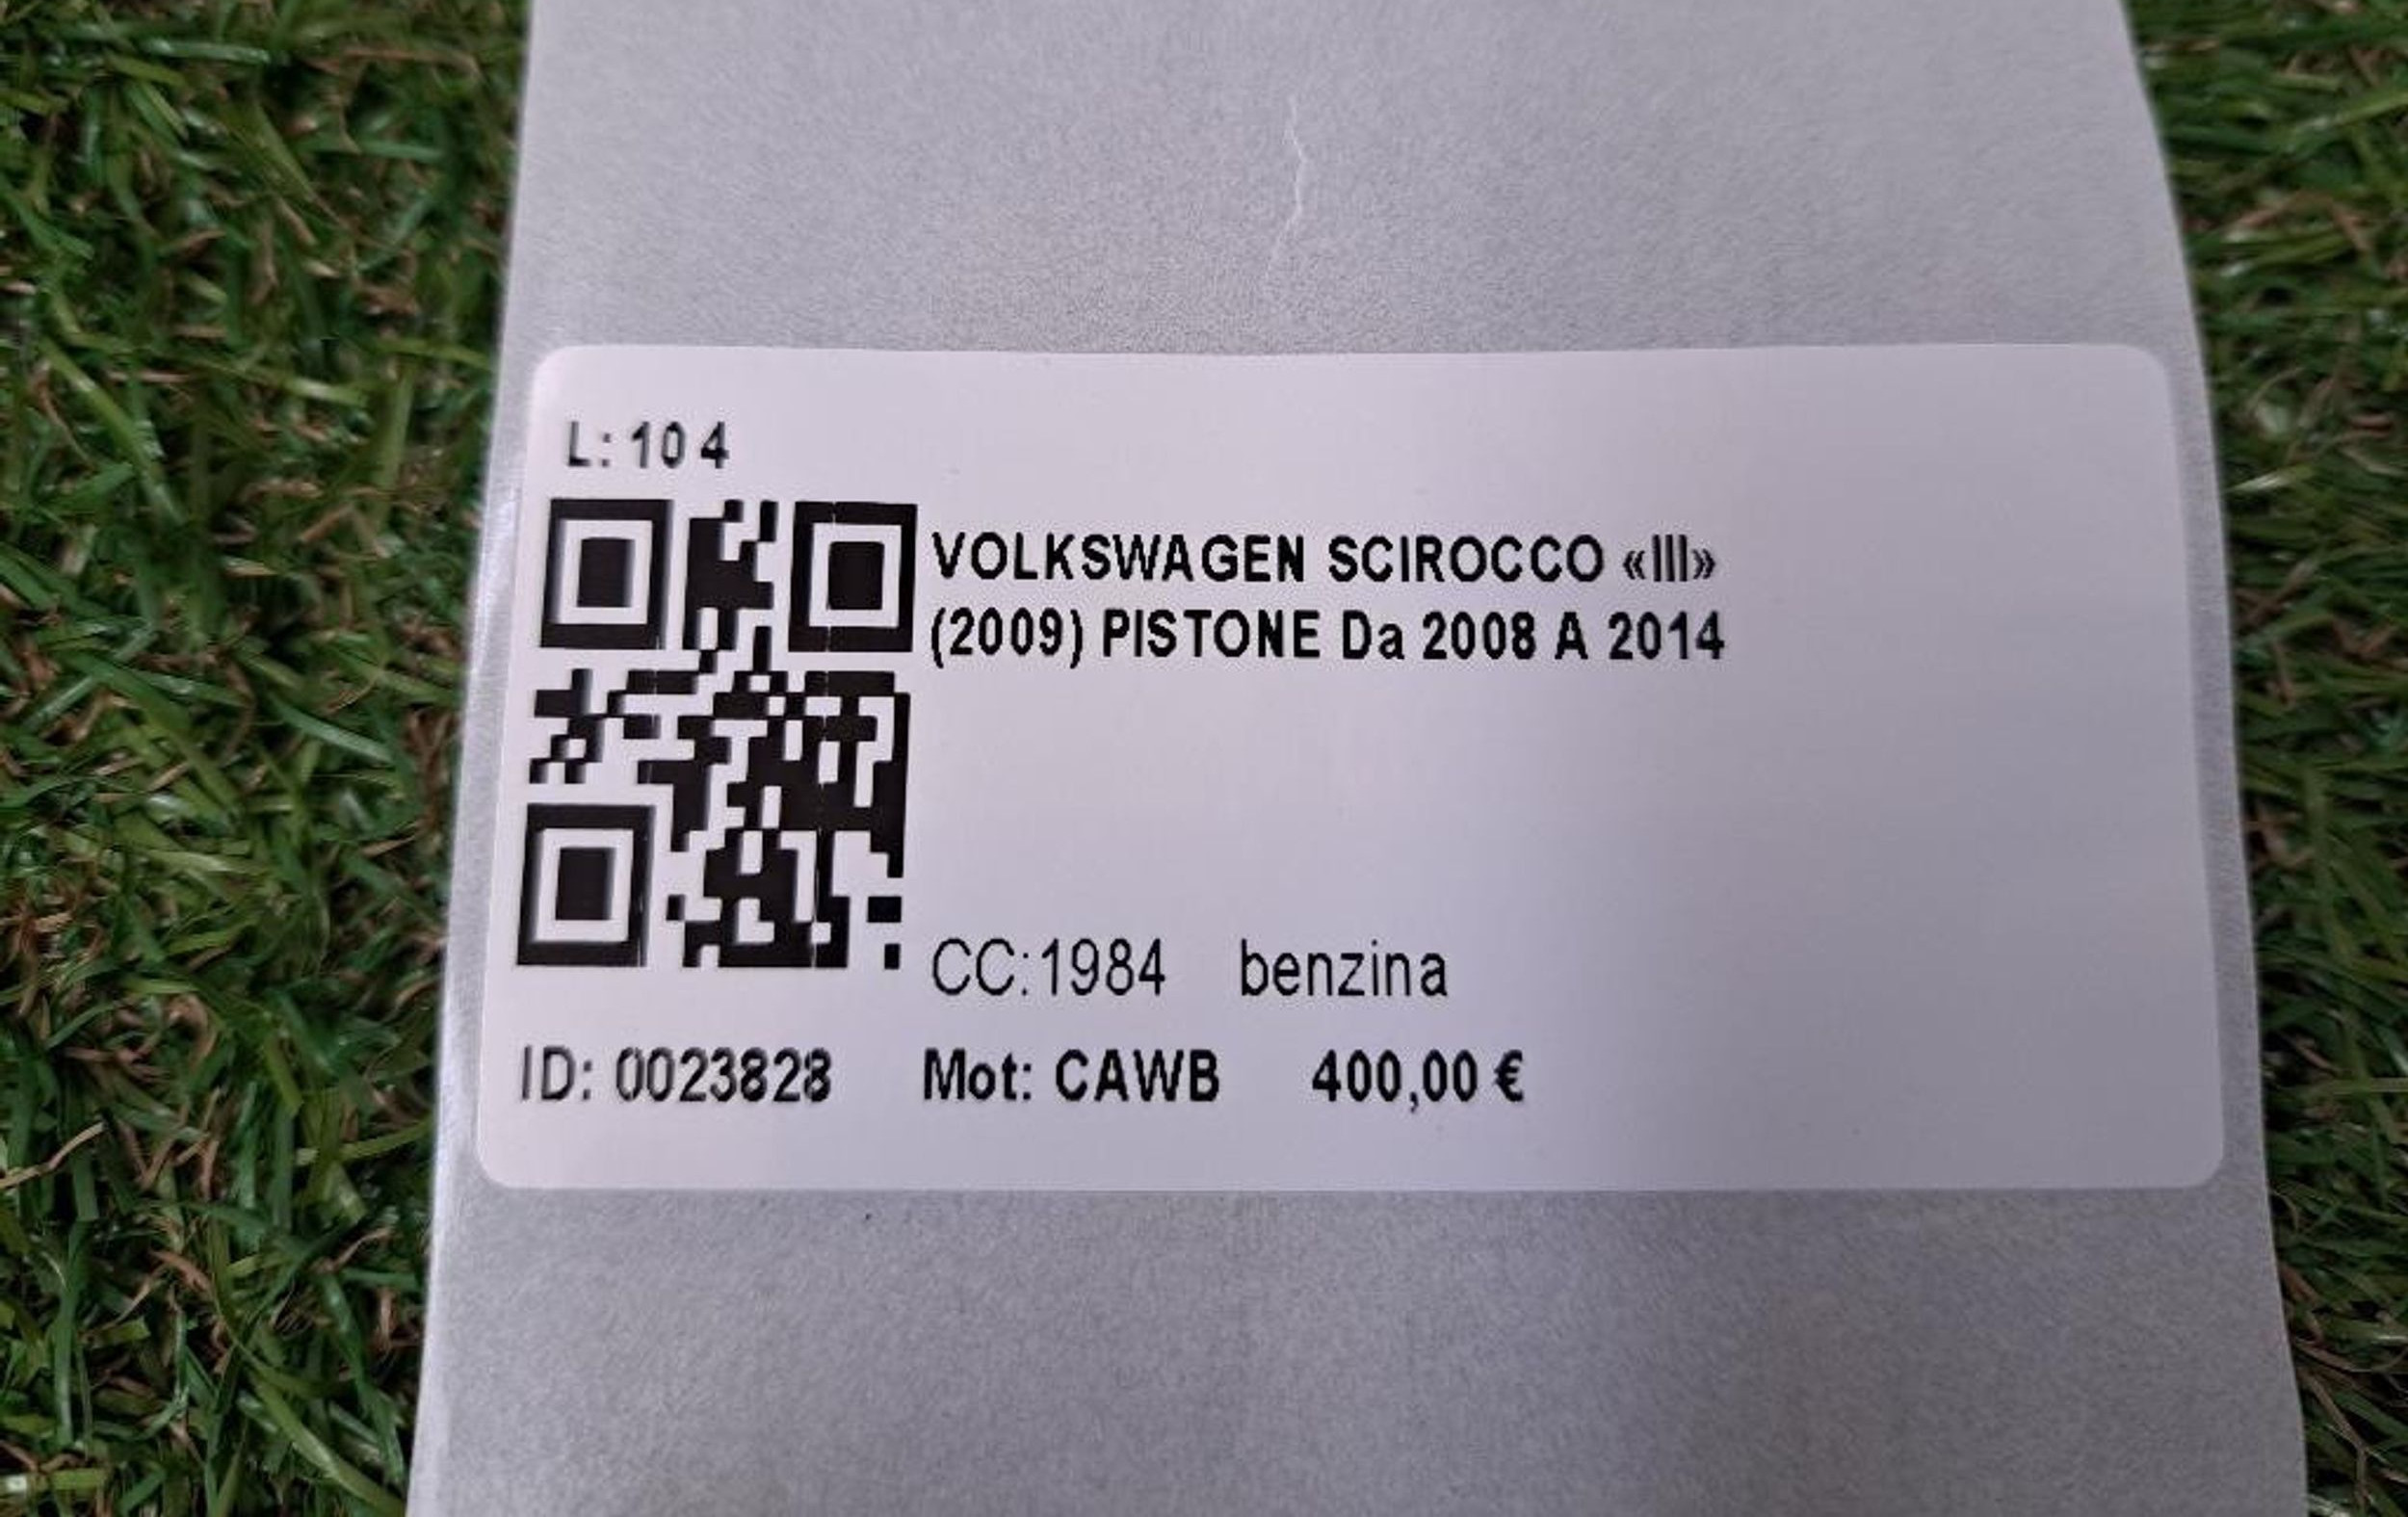 L: 104
VOLKSWAGEN SCIROCCO «III»
(2009) PISTONE Da 2008 A 2014
CC:1984 benzina
ID: 0023828 Mot: CAWB 400,00 €